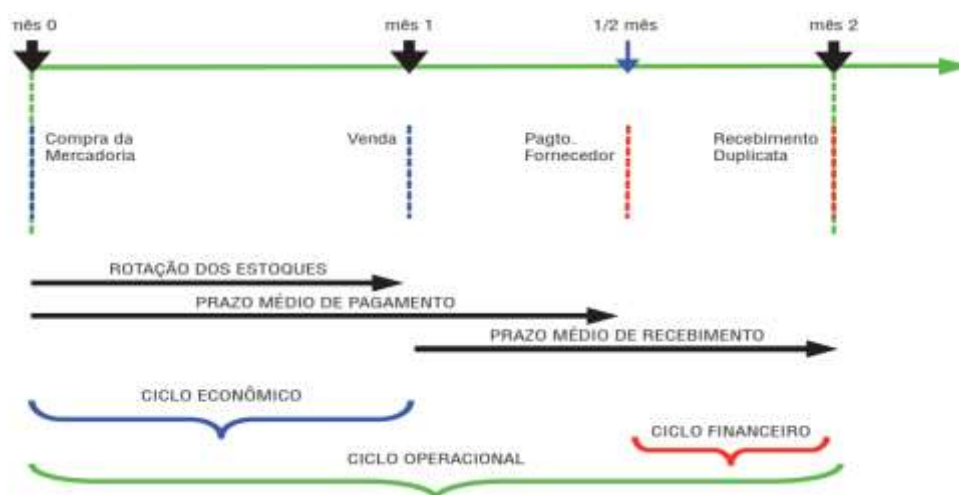 mês 0
mês 1
1/2 mês
mês 2
Compra da
Mercadoria
Venda
Pagto.
Fornecedor
Recebimento
Duplicata
ROTAÇÃO DOS ESTOQUES
PRAZO MÉDIO DE PAGAMENTO
PRAZO MÉDIO DE RECEBIMENTO
CICLO ECONÔMICO
CICLO FINANCEIRO
CICLO OPERACIONAL